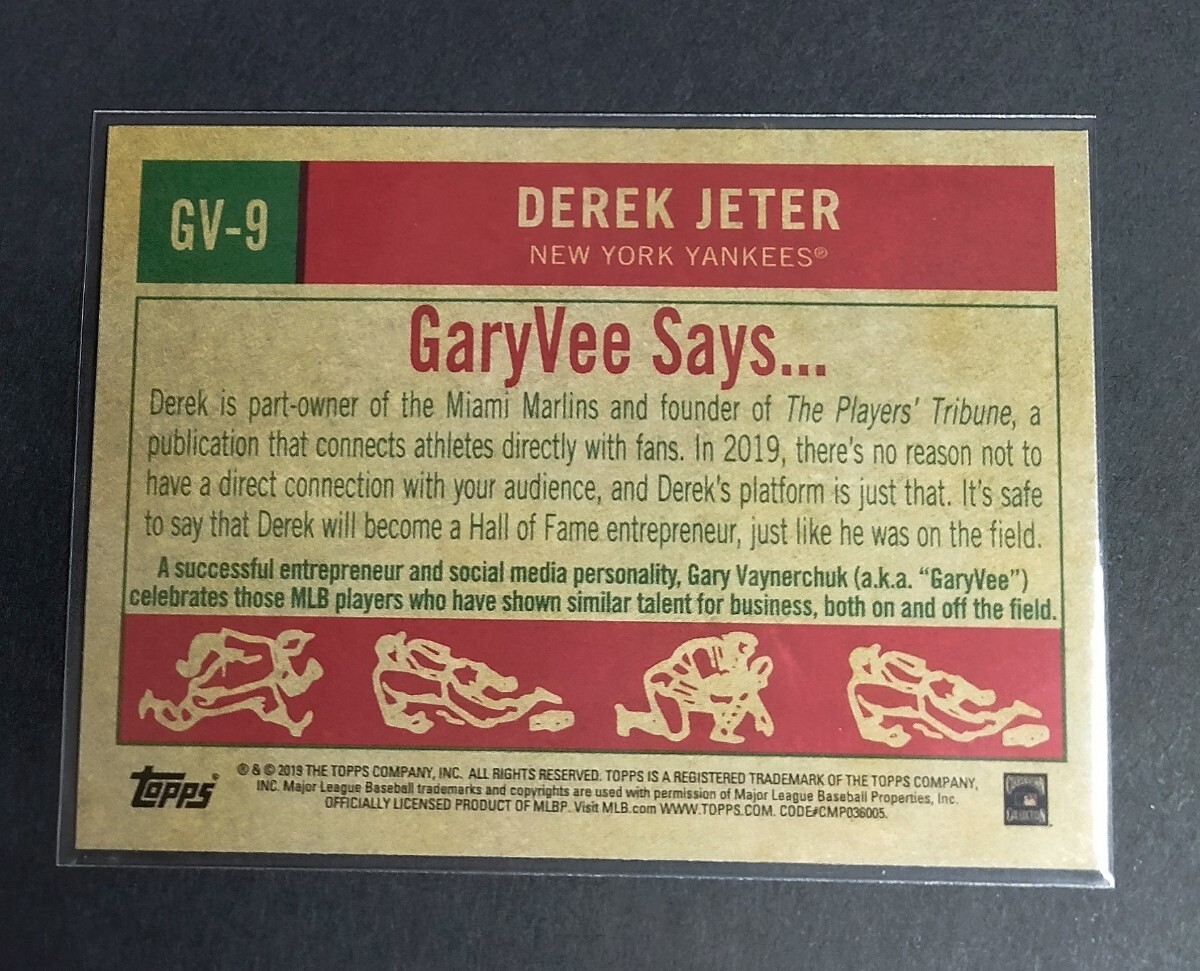 GV-9
DEREK JETER
NEW YORK YANKEES®
GaryVee Says...
Derek is part-owner of the Miami Marlins and founder of The Players' Tribune, a
publication that connects athletes directly with fans. In 2019, there's no reason not to
have a direct connection with your audience, and Derek's platform is just that. It's safe
to say that Derek will become a Hall of Fame entrepreneur, just like he was on the field.
A successful entrepreneur and social media personality, Gary Vaynerchuk (a.k.a. “GaryVee”)
celebrates those MLB players who have shown similar talent for business, both on and off the field.
topps®
® & © 2019 THE TOPPS COMPANY, INC. ALL RIGHTS RESERVED. TOPPS IS A REGISTERED TRADEMARK OF THE TOPPS COMPANY,
INC. Major League Baseball trademarks and copyrights are used with permission of Major League Baseball Properties, Inc.
OFFICIALLY LICENSED PRODUCT OF MLBP. Visit MLB.com WWW.TOPPS.COM. CODE#CMP036005.